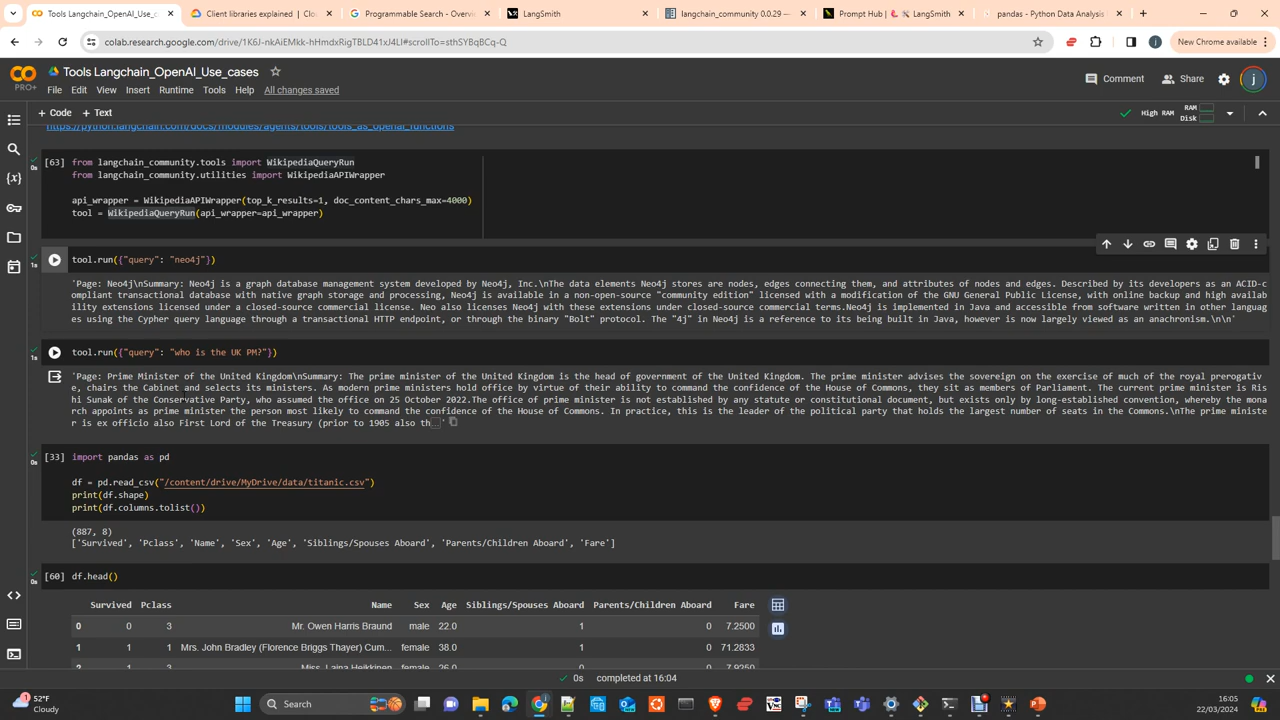 Tools Langchain_OpenAI_Use_cases
Client libraries explained | Clo
Programmable Search - Overvie
LangSmith
langchain_community 0.0.29 —
Prompt Hub | 🦜🛠️ LangSmith
pandas - Python Data Analysis
colab.research.google.com/drive/1K6J-nkAiEMkk-hHmdxRigTBLD41xJ4LI#scrollTo=sthSYBqBCq-Q
New Chrome available
j
CO
PRO+
Tools Langchain_OpenAI_Use_cases
File Edit View Insert Runtime Tools Help All changes saved
Comment
Share
j
+ Code + Text
High RAM
RAM
Disk
https://python.langchain.com/docs/modules/agents/tools/tools_as_openai_functions
[63] from langchain_community.tools import WikipediaQueryRun
0s
from langchain_community.utilities import WikipediaAPIWrapper
api_wrapper = WikipediaAPIWrapper(top_k_results=1, doc_content_chars_max=4000)
tool = WikipediaQueryRun(api_wrapper=api_wrapper)
tool.run({"query": "neo4j"})
1s
'Page: Neo4j\nSummary: Neo4j is a graph database management system developed by Neo4j, Inc.\nThe data elements Neo4j stores are nodes, edges connecting them, and attributes of nodes and edges. Described by its developers as an ACID-c
ompliant transactional database with native graph storage and processing, Neo4j is available in a non-open-source "community edition" licensed with a modification of the GNU General Public License, with online backup and high availab
ility extensions licensed under a closed-source commercial license. Neo also licenses Neo4j with these extensions under closed-source commercial terms.Neo4j is implemented in Java and accessible from software written in other languag
es using the Cypher query language through a transactional HTTP endpoint, or through the binary "Bolt" protocol. The "4j" in Neo4j is a reference to its being built in Java, however is now largely viewed as an anachronism.\n\n'
tool.run({"query": "who is the UK PM?"})
1s
'Page: Prime Minister of the United Kingdom\nSummary: The prime minister of the United Kingdom is the head of government of the United Kingdom. The prime minister advises the sovereign on the exercise of much of the royal prerogativ
e, chairs the Cabinet and selects its ministers. As modern prime ministers hold office by virtue of their ability to command the confidence of the House of Commons, they sit as members of Parliament. The current prime minister is Ris
hi Sunak of the Conservative Party, who assumed the office on 25 October 2022.The office of prime minister is not established by any statute or constitutional document, but exists only by long-established convention, whereby the mona
rch appoints as prime minister the person most likely to command the confidence of the House of Commons. In practice, this is the leader of the political party that holds the largest number of seats in the Commons.\nThe prime ministe
r is ex officio also First Lord of the Treasury (prior to 1905 also th…'
[33] import pandas as pd
0s
df = pd.read_csv("/content/drive/MyDrive/data/titanic.csv")
print(df.shape)
print(df.columns.tolist())
(887, 8)
['Survived', 'Pclass', 'Name', 'Sex', 'Age', 'Siblings/Spouses Aboard', 'Parents/Children Aboard', 'Fare']
[60] df.head()
0s
Survived Pclass Name Sex Age Siblings/Spouses Aboard Parents/Children Aboard Fare
0 0 3 Mr. Owen Harris Braund male 22.0 1 0 7.2500
1 1 1 Mrs. John Bradley (Florence Briggs Thayer) Cum... female 38.0 1 0 71.2833
2 1 3 Miss. Laina Heikkinen female 26.0 0 0 7.9250
0s completed at 16:04
52°F
Cloudy
Search
16:05
22/03/2024